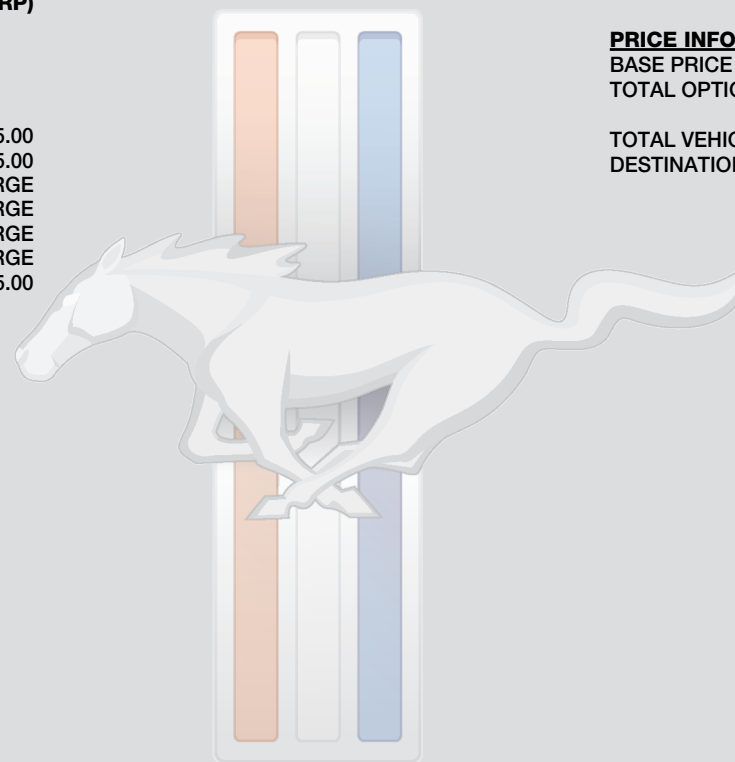 RP)
5.00
5.00
RGE
RGE
RGE
RGE
5.00
PRICE INFO
BASE PRICE
TOTAL OPTIO
TOTAL VEHIC
DESTINATION